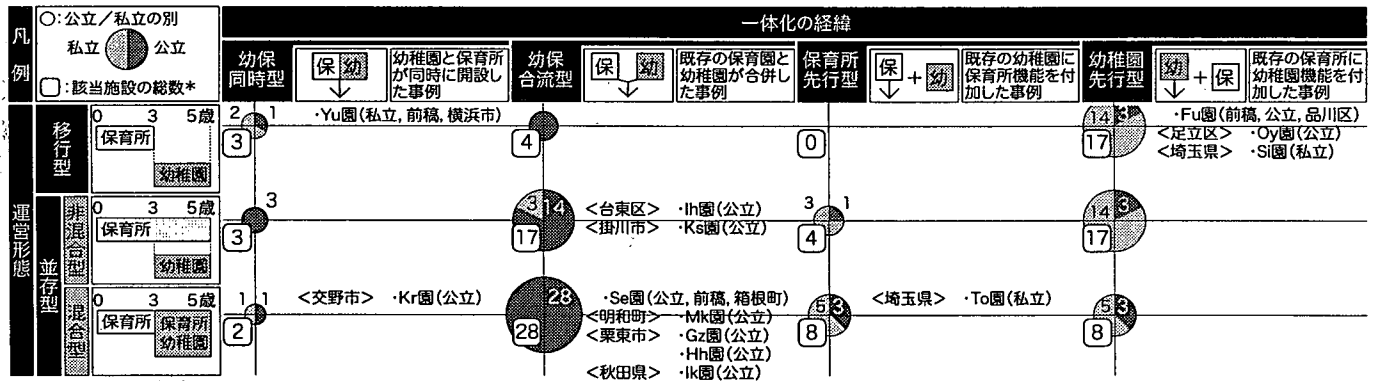 凡例
○:公立／私立の別
私立 公立
□:該当施設の総数*
一体化の経緯
幼保同時型
保 幼
幼稚園と保育所が同時に開設した事例
幼保合流型
保 幼
既存の保育園と幼稚園が合併した事例
保育所先行型
保 + 幼
既存の幼稚園に保育所機能を付加した事例
幼稚園先行型
幼 + 保
既存の保育所に幼稚園機能を付加した事例
運営形態
移行型
0 3 5歳
保育所
幼稚園
2 1
3
・Yu園(私立, 前稿, 横浜市)
4
0
14 3
17
・Fu園(前稿, 公立, 品川区)
<足立区> ・Oy園(公立)
<埼玉県> ・Si園(私立)
並存型
非混合型
0 3 5歳
保育所
幼稚園
3
3
3 14
17
<台東区> ・Ih園(公立)
<掛川市> ・Ks園(公立)
3 1
4
14 3
17
混合型
0 3 5歳
保育所
保育所
幼稚園
1 1
2
<交野市> ・Kr園(公立)
28
28
・Se園(公立, 前稿, 箱根町)
<明和町> ・Mk園(公立)
<栗東市> ・Gz園(公立)
・Hh園(公立)
<秋田県> ・Ik園(公立)
5 3
8
<埼玉県> ・To園(私立)
5 3
8